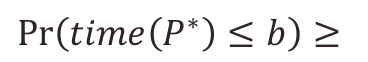 Pr(time(P*) ≤ b) ≥